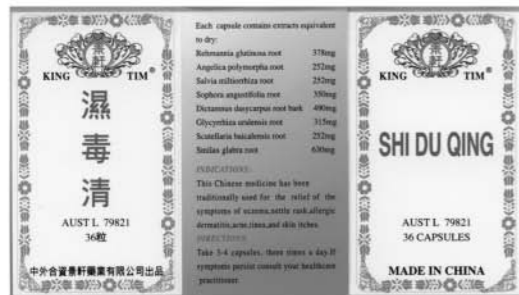 KING TIM®
濕
毒
清
AUST L 79821
36粒
中外合資景軒藥業有限公司出品
Each capsule contains extracts equivalent
to dry:
Rehmannia glutinosa root 378mg
Angelica polymorpha root 252mg
Salvia miltiorrhiza root 252mg
Sophora angustifolia root 350mg
Dictamnus dasycarpus root bark 490mg
Glycyrrhiza uralensis root 315mg
Scutellaria baicalensis root 252mg
Smilax glabra root 630mg
INDICATIONS:
This Chinese medicine has been
traditionally used for the relief of the
symptoms of eczema,nettle rash,allergic
dermatitis,acne,tinea,and skin itches.
DIRECTIONS:
Take 3-4 capsules, three times a day.If
symptoms persist consult your healthcare
practitioner.
KING TIM®
SHI DU QING
AUST L 79821
36 CAPSULES
MADE IN CHINA